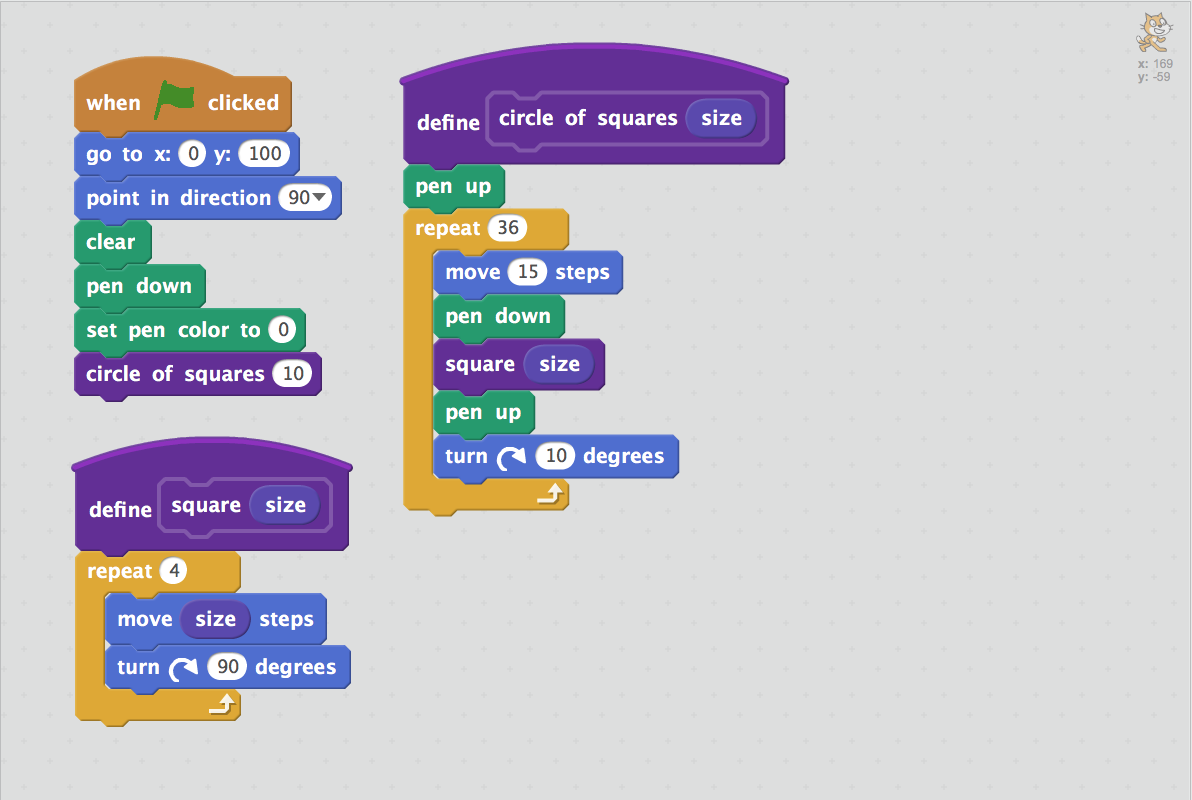 when clicked
go to x: 0 y: 100
point in direction 90
clear
pen down
set pen color to 0
circle of squares 10
define square size
repeat 4
move size steps
turn 90 degrees
define circle of squares size
pen up
repeat 36
move 15 steps
pen down
square size
pen up
turn 10 degrees
x: 169
y: -59